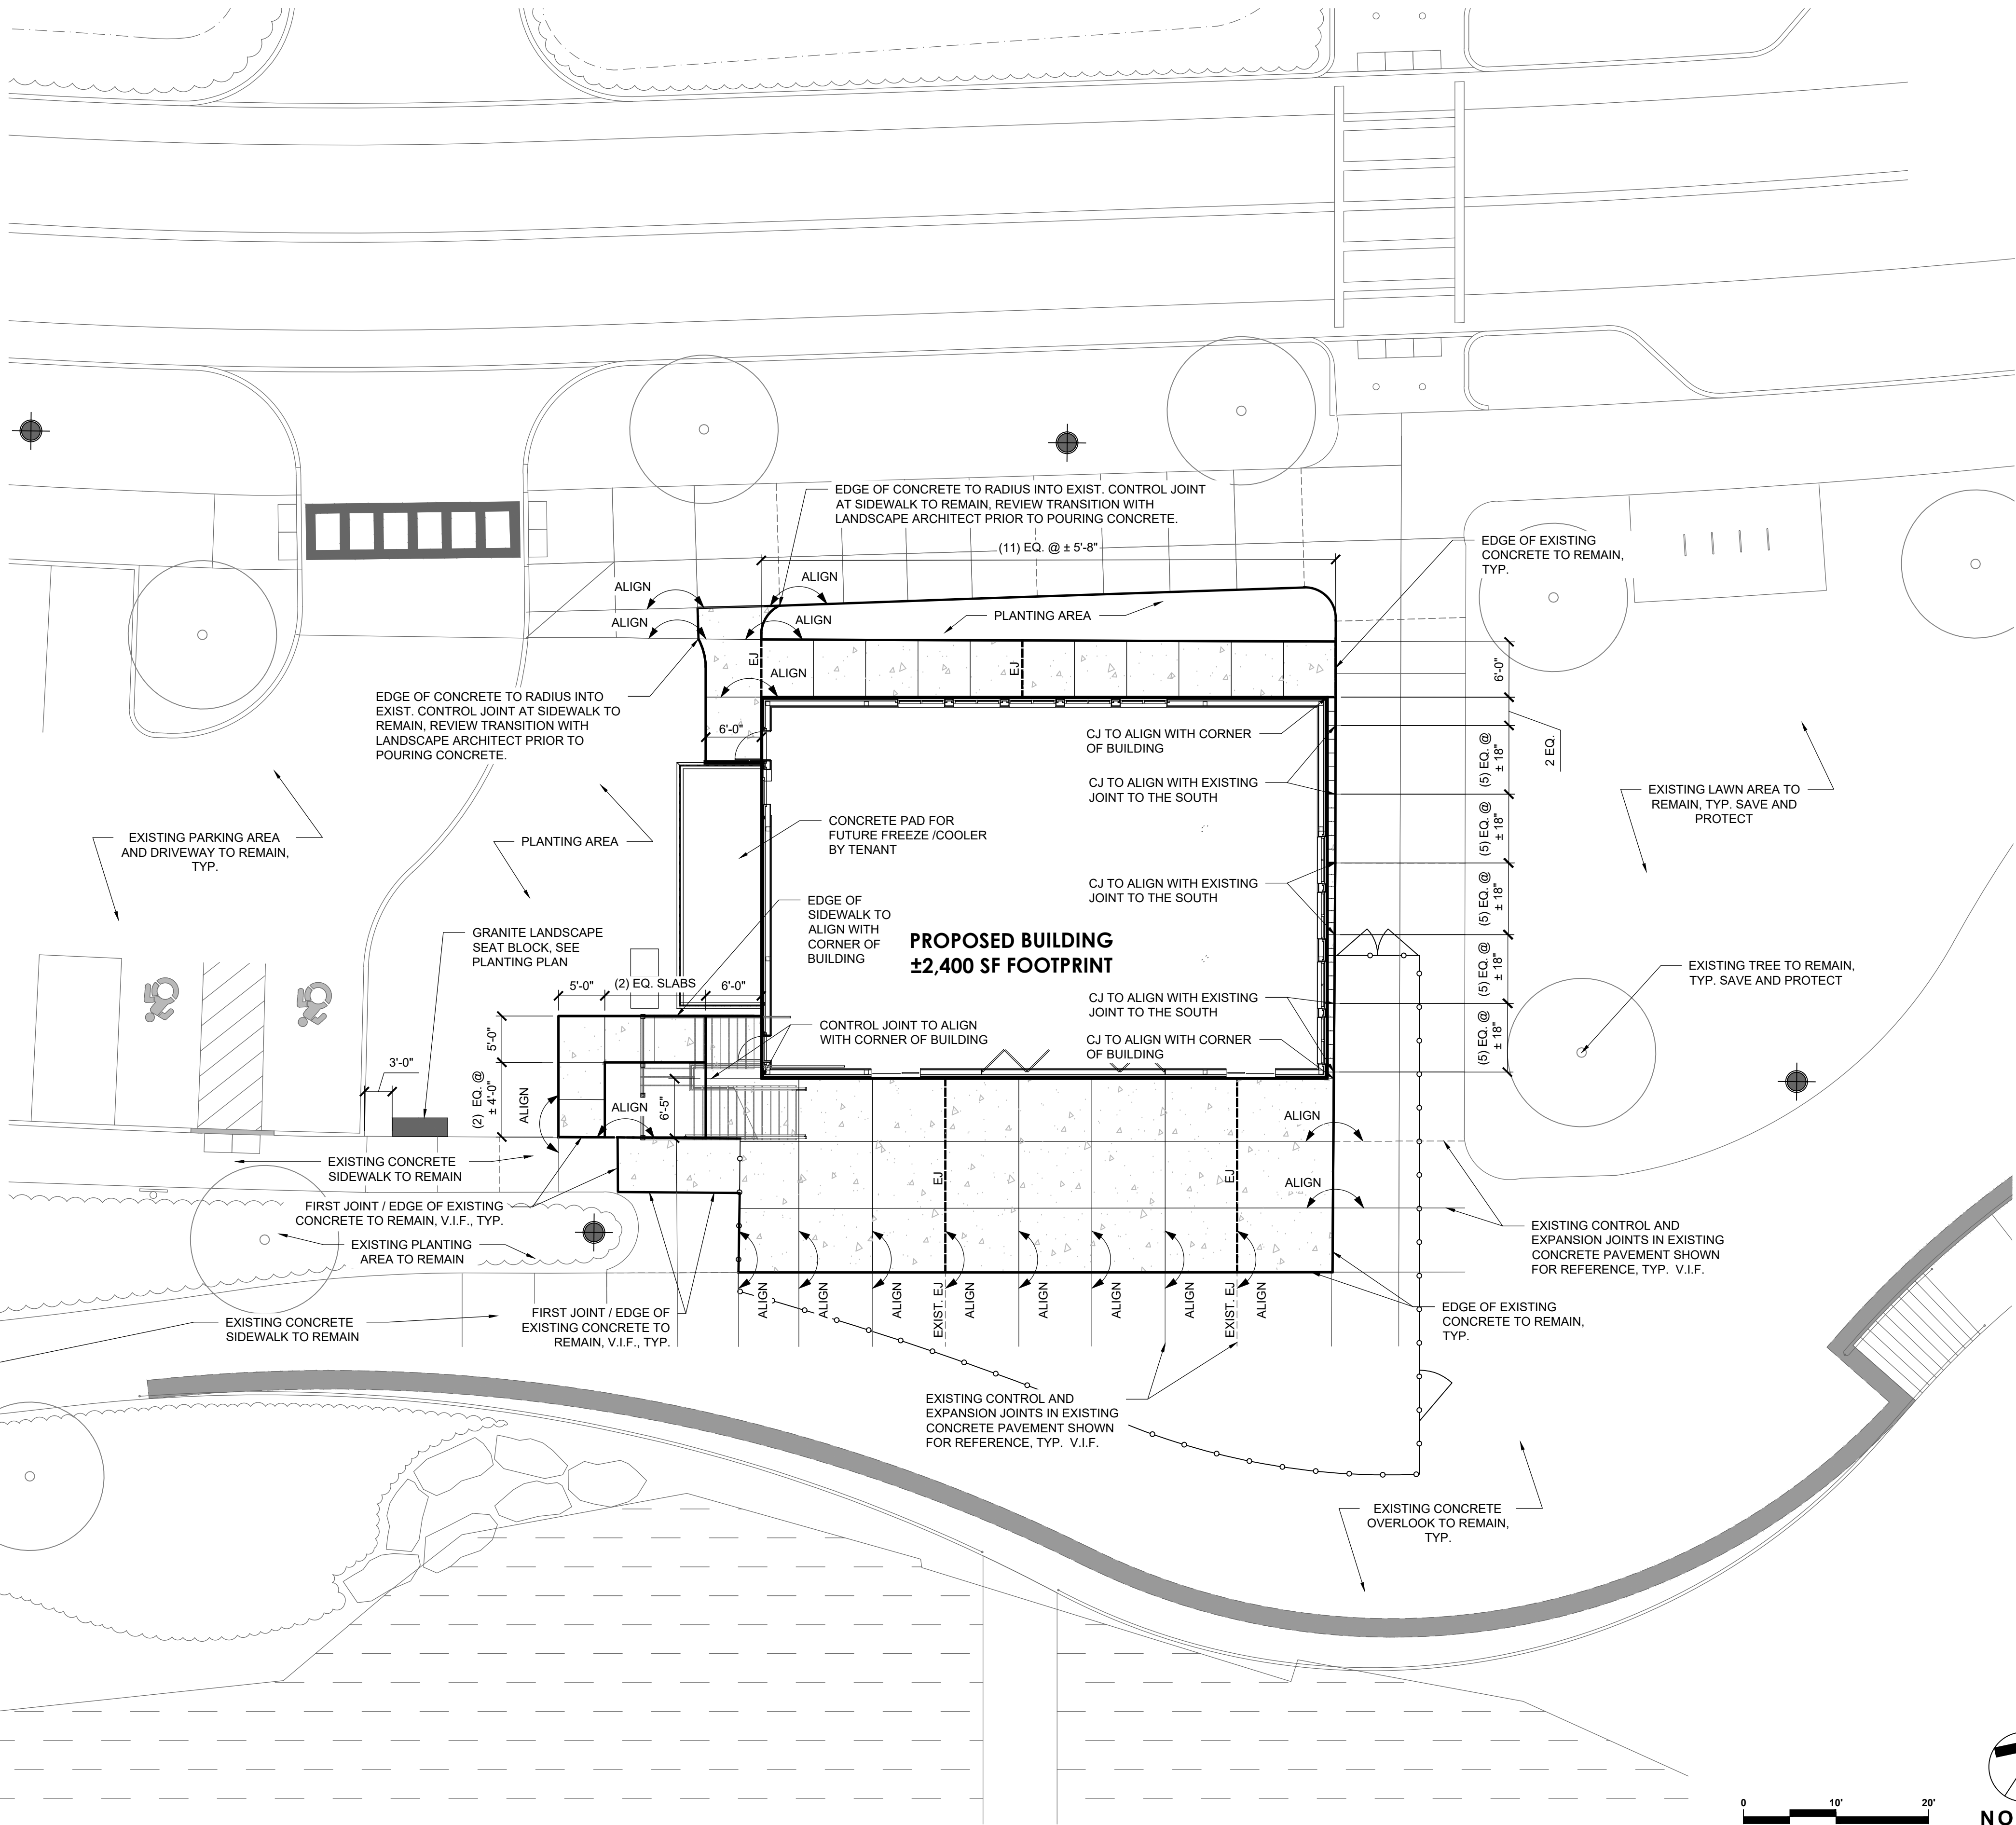 EDGE OF CONCRETE TO RADIUS INTO EXIST. CONTROL JOINT
AT SIDEWALK TO REMAIN, REVIEW TRANSITION WITH
LANDSCAPE ARCHITECT PRIOR TO POURING CONCRETE.
(11) EQ. @ ± 5'-8"
EDGE OF EXISTING
CONCRETE TO REMAIN,
TYP.
ALIGN
ALIGN
ALIGN
ALIGN
PLANTING AREA
EJ
EJ
ALIGN
6'-0"
EDGE OF CONCRETE TO RADIUS INTO
EXIST. CONTROL JOINT AT SIDEWALK TO
REMAIN, REVIEW TRANSITION WITH
LANDSCAPE ARCHITECT PRIOR TO
POURING CONCRETE.
6'-0"
CJ TO ALIGN WITH CORNER
OF BUILDING
2 EQ.
(5) EQ. @
± 18"
CJ TO ALIGN WITH EXISTING
JOINT TO THE SOUTH
EXISTING LAWN AREA TO
REMAIN, TYP. SAVE AND
PROTECT
EXISTING PARKING AREA
AND DRIVEWAY TO REMAIN,
TYP.
PLANTING AREA
CONCRETE PAD FOR
FUTURE FREEZE /COOLER
BY TENANT
(5) EQ. @
± 18"
CJ TO ALIGN WITH EXISTING
JOINT TO THE SOUTH
(5) EQ. @
± 18"
EDGE OF
SIDEWALK TO
ALIGN WITH
CORNER OF
BUILDING
GRANITE LANDSCAPE
SEAT BLOCK, SEE
PLANTING PLAN
PROPOSED BUILDING
±2,400 SF FOOTPRINT
EXISTING TREE TO REMAIN,
TYP. SAVE AND PROTECT
(5) EQ. @
± 18"
5'-0"
(2) EQ. SLABS
6'-0"
CJ TO ALIGN WITH EXISTING
JOINT TO THE SOUTH
CONTROL JOINT TO ALIGN
WITH CORNER OF BUILDING
CJ TO ALIGN WITH CORNER
OF BUILDING
(5) EQ. @
± 18"
5'-0"
3'-0"
(2) EQ. @
± 4'-0"
ALIGN
ALIGN
6'-5"
ALIGN
EXISTING CONCRETE
SIDEWALK TO REMAIN
EJ
EJ
ALIGN
FIRST JOINT / EDGE OF EXISTING
CONCRETE TO REMAIN, V.I.F., TYP.
EXISTING PLANTING
AREA TO REMAIN
EXISTING CONTROL AND
EXPANSION JOINTS IN EXISTING
CONCRETE PAVEMENT SHOWN
FOR REFERENCE, TYP. V.I.F.
ALIGN
ALIGN
ALIGN
EXIST. EJ
ALIGN
ALIGN
ALIGN
ALIGN
EXIST. EJ
ALIGN
EXISTING CONCRETE
SIDEWALK TO REMAIN
FIRST JOINT / EDGE OF
EXISTING CONCRETE TO
REMAIN, V.I.F., TYP.
EDGE OF EXISTING
CONCRETE TO REMAIN,
TYP.
EXISTING CONTROL AND
EXPANSION JOINTS IN EXISTING
CONCRETE PAVEMENT SHOWN
FOR REFERENCE, TYP. V.I.F.
EXISTING CONCRETE
OVERLOOK TO REMAIN,
TYP.
0 10' 20'